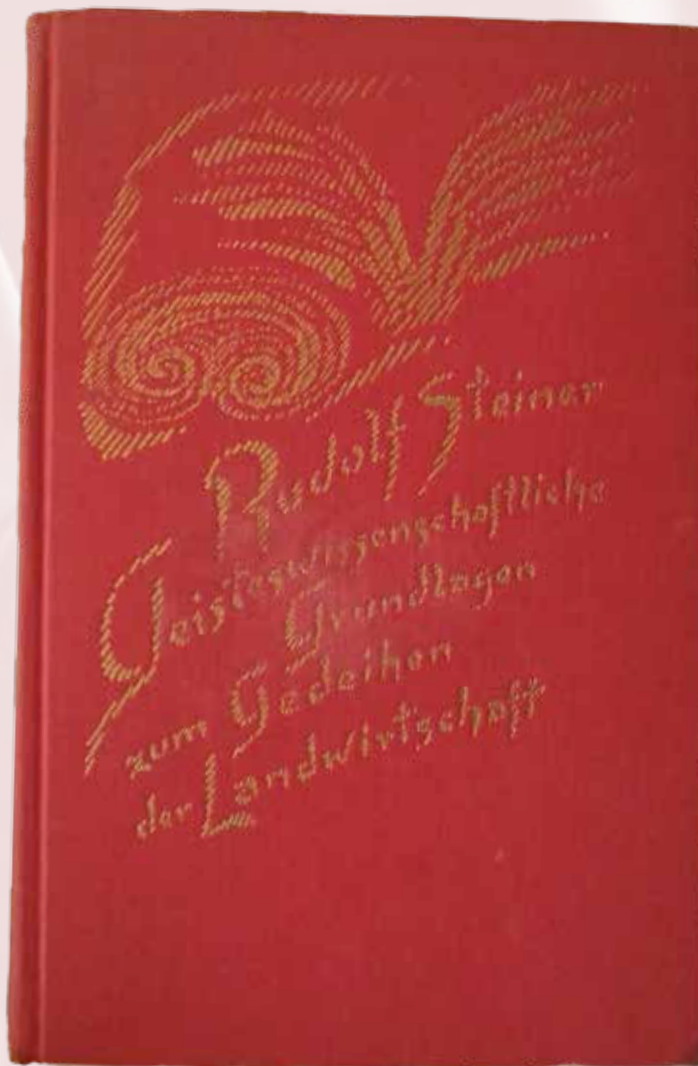 Rudolf Steiner
Geisteswissenschaftliche
Grundlagen
zum Gedeihen
der Landwirtschaft